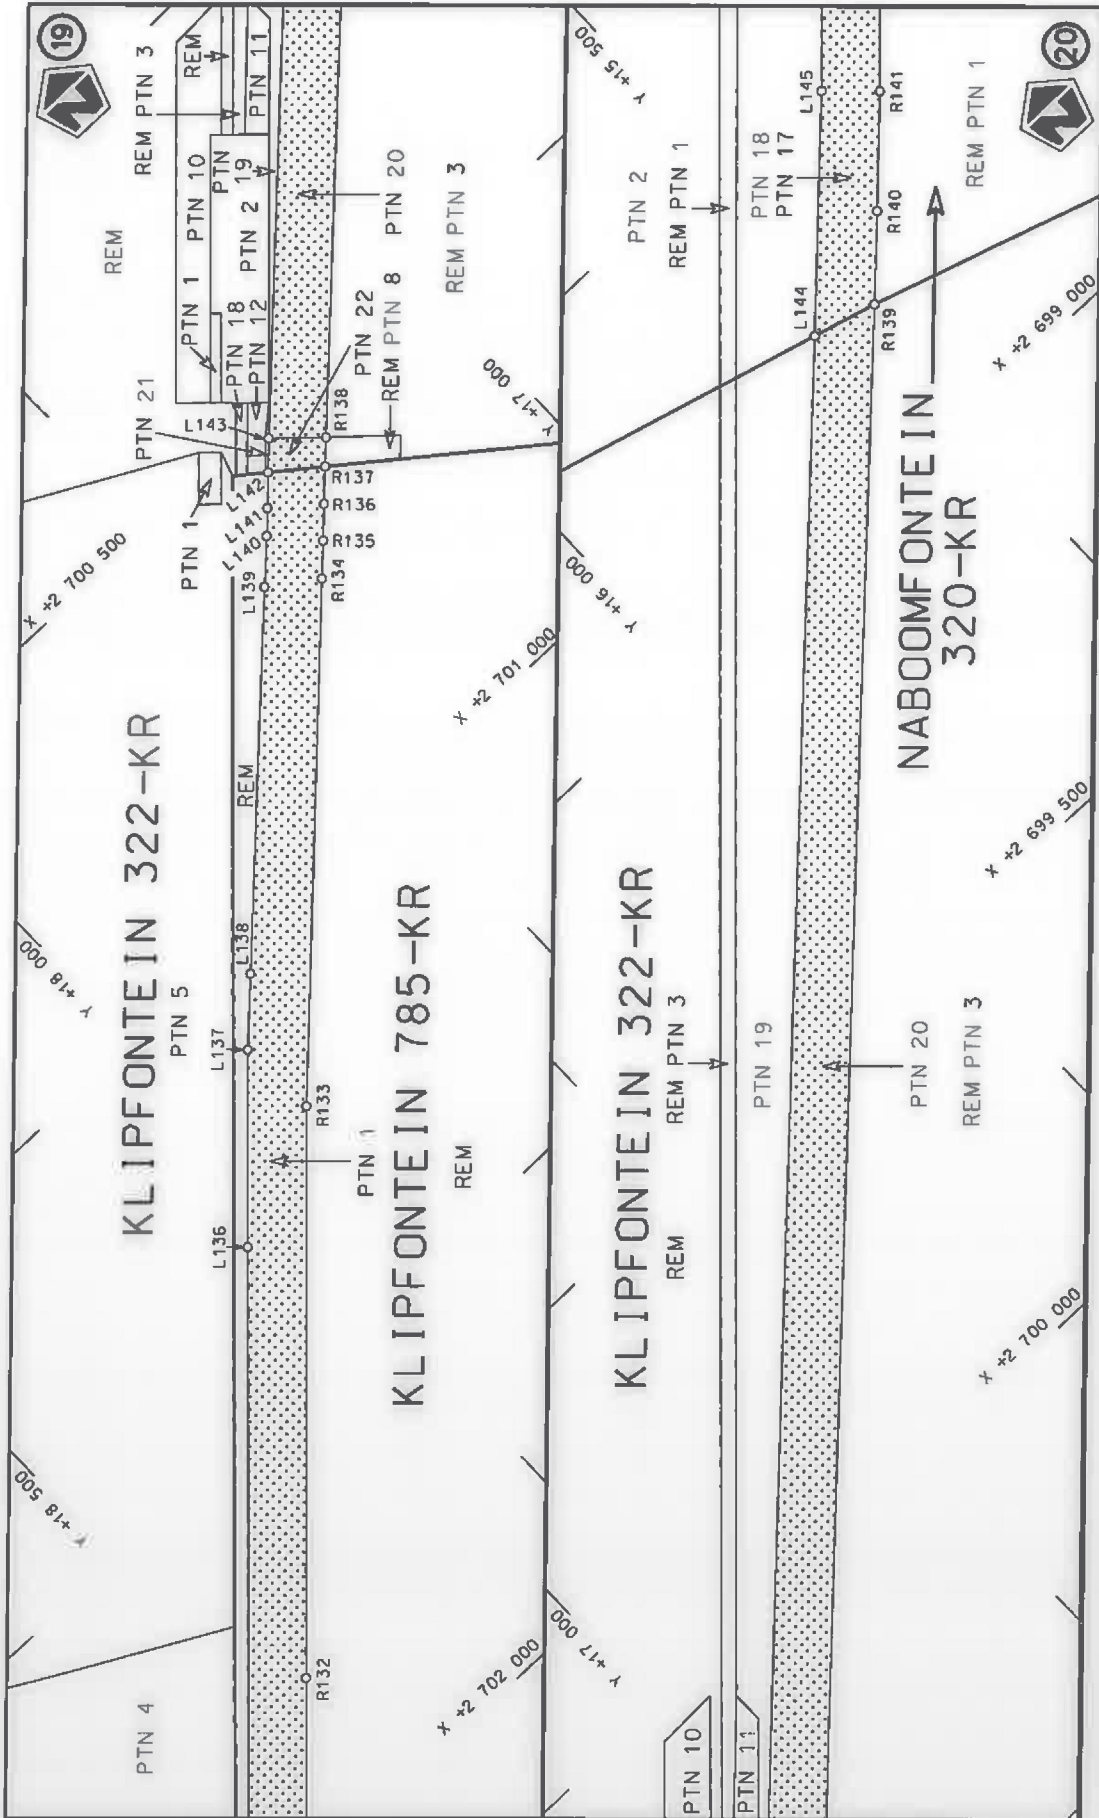 19
REM PTN 3
REM
PTN 11
REM
PTN 1
PTN 10
PTN 19
PTN 2
PTN 18
PTN 12
PTN 20
REM PTN 3
PTN 22
REM PTN 8
PTN 21
L143
R138
Y +17 000
PTN 1
L142
L141
L140
L139
R137
R136
R135
R134
X +2 700 500
X +2 701 000
KLIPFONTEIN 322-KR
PTN 5
REM
L138
L137
Y +18 000
R133
PTN 1
KLIPFONTEIN 785-KR
REM
L136
Y +18 500
R132
X +2 702 000
PTN 4
20
Y +15 500
L145
R141
PTN 2
REM PTN 1
PTN 18
PTN 17
REM PTN 1
R140
L144
R139
X +2 699 000
Y +16 000
NABOOMFONTEIN
320-KR
X +2 699 500
KLIPFONTEIN 322-KR
REM PTN 3
REM
PTN 19
PTN 20
REM PTN 3
X +2 700 000
Y +17 000
PTN 10
PTN 11